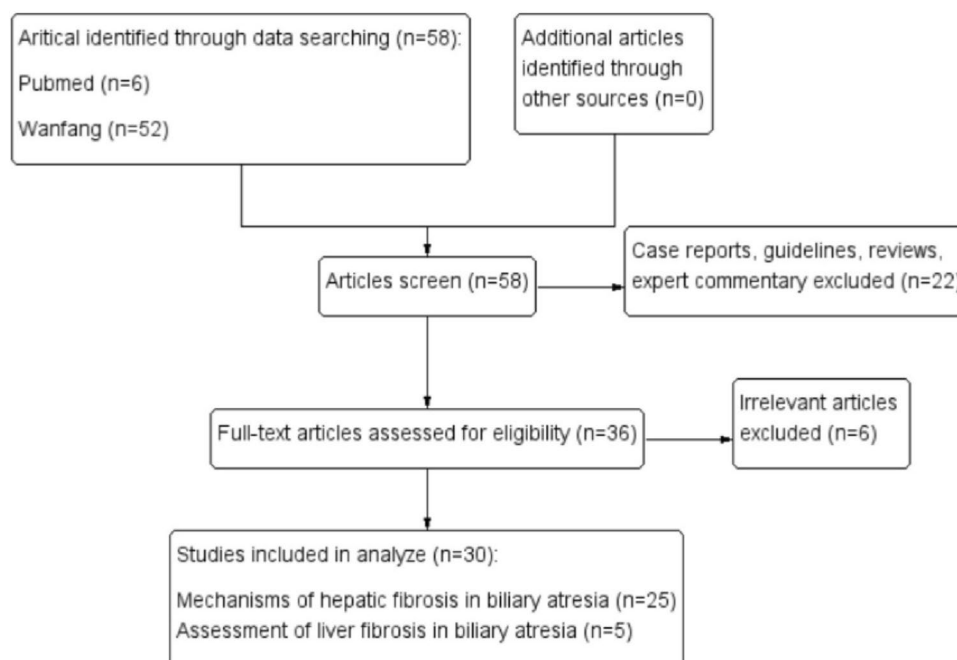 Aritical identified through data searching (n=58):
Pubmed (n=6)
Wanfang (n=52)
Additional articles
identified through
other sources (n=0)
Articles screen (n=58)
Case reports, guidelines, reviews,
expert commentary excluded (n=22)
Full-text articles assessed for eligibility (n=36)
Irrelevant articles
excluded (n=6)
Studies included in analyze (n=30):
Mechanisms of hepatic fibrosis in biliary atresia (n=25)
Assessment of liver fibrosis in biliary atresia (n=5)